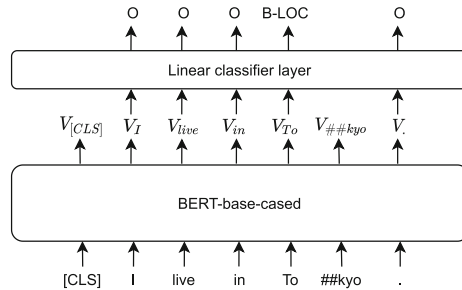 O O O B-LOC O
Linear classifier layer
V[CLS] VI Vlive Vin VTo V##kyo V.
BERT-base-cased
[CLS] I live in To ##kyo .